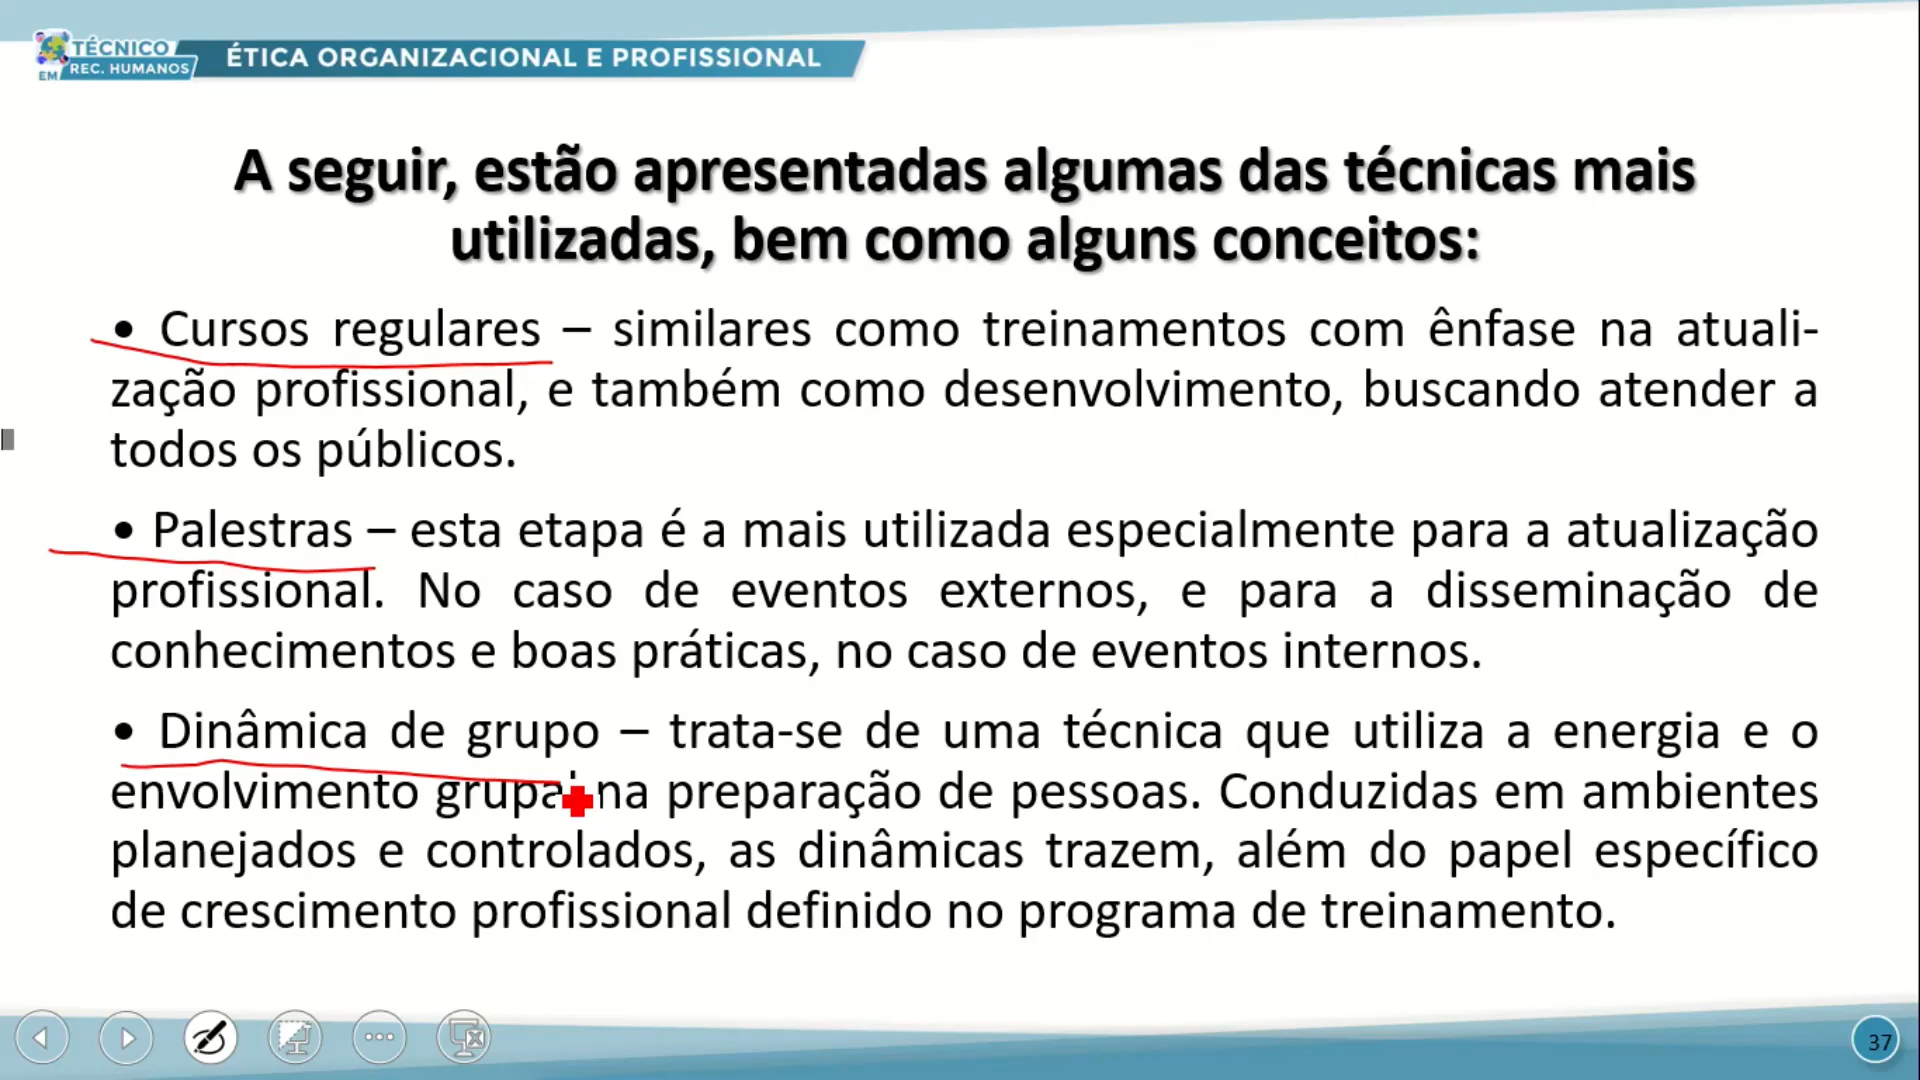 TÉCNICO
EM REC. HUMANOS
ÉTICA ORGANIZACIONAL E PROFISSIONAL
A seguir, estão apresentadas algumas das técnicas mais
utilizadas, bem como alguns conceitos:
• Cursos regulares – similares como treinamentos com ênfase na atuali-
zação profissional, e também como desenvolvimento, buscando atender a
todos os públicos.
• Palestras – esta etapa é a mais utilizada especialmente para a atualização
profissional. No caso de eventos externos, e para a disseminação de
conhecimentos e boas práticas, no caso de eventos internos.
• Dinâmica de grupo – trata-se de uma técnica que utiliza a energia e o
envolvimento grupal na preparação de pessoas. Conduzidas em ambientes
planejados e controlados, as dinâmicas trazem, além do papel específico
de crescimento profissional definido no programa de treinamento.
37